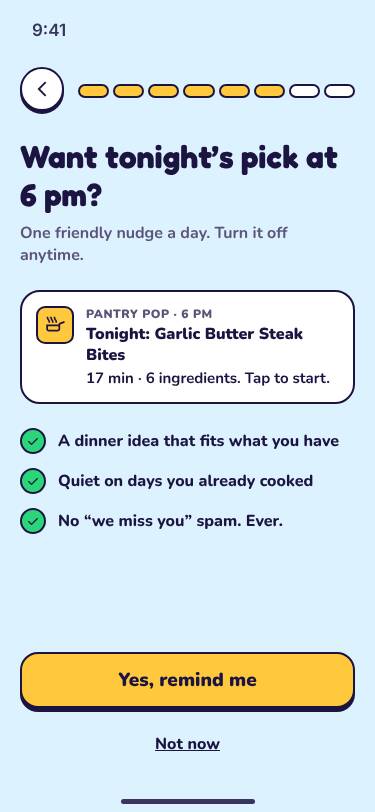 9:41
Want tonight’s pick at
6 pm?
One friendly nudge a day. Turn it off
anytime.
PANTRY POP · 6 PM
Tonight: Garlic Butter Steak
Bites
17 min · 6 ingredients. Tap to start.
A dinner idea that fits what you have
Quiet on days you already cooked
No “we miss you” spam. Ever.
Yes, remind me
Not now